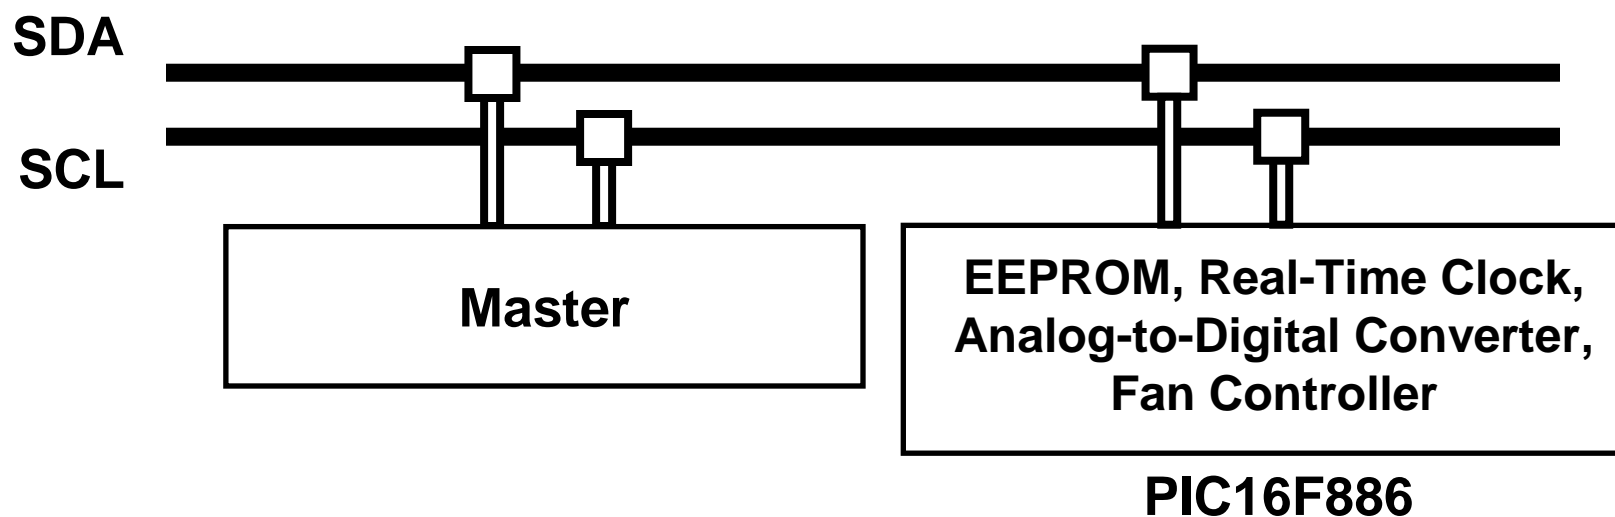 SDA
SCL
Master
EEPROM, Real-Time Clock,
Analog-to-Digital Converter,
Fan Controller
PIC16F886